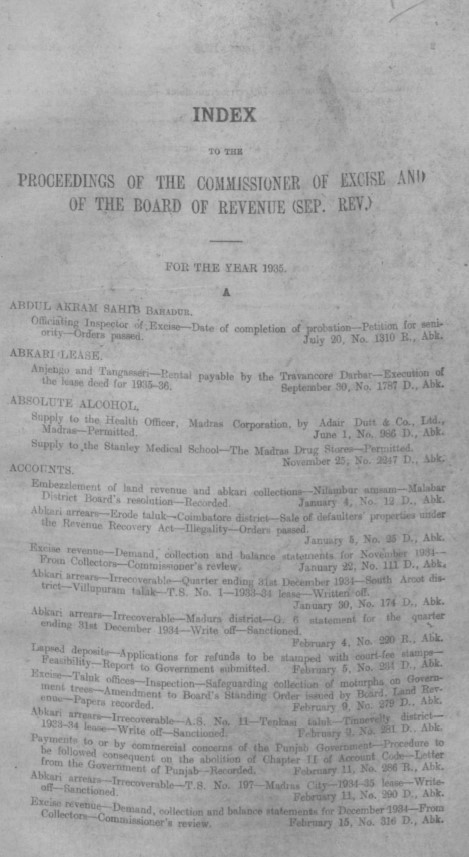 INDEX
TO THE
PROCEEDINGS OF THE COMMISSIONER OF EXCISE AND
OF THE BOARD OF REVENUE (SEP. REV.)
FOR THE YEAR 1935.
A
ABDUL AKRAM SAHIB BAHADUR.
Officiating Inspector of Excise—Date of completion of probation—Petition for seni-
ority—Orders passed. July 20, No. 1310 R., Abk.
ABKARI LEASE.
Anjengo and Tangasseri—Rental payable by the Travancore Darbar—Execution of
the lease deed for 1935-36. September 30, No. 1787 D., Abk.
ABSOLUTE ALCOHOL.
Supply to the Health Officer, Madras Corporation, by Adair Dutt & Co., Ltd.,
Madras—Permitted. June 1, No. 986 D., Abk.
Supply to the Stanley Medical School—The Madras Drug Stores—Permitted.
November 25, No. 2247 D., Abk.
ACCOUNTS.
Embezzlement of land revenue and abkari collections—Nilambur amsam—Malabar
District Board's resolution—Recorded. January 4, No. 12 D., Abk.
Abkari arrears—Erode taluk—Coimbatore district—Sale of defaulters' properties under
the Revenue Recovery Act—Illegality—Orders passed.
January 5, No. 25 D., Abk.
Excise revenue—Demand, collection and balance statements for November 1934—
From Collectors—Commissioner's review. January 22, No. 111 D., Abk.
Abkari arrears—Irrecoverable—Quarter ending 31st December 1934—South Arcot dis-
trict—Villupuram taluk—T.S. No. 1—1933-34 lease—Written off.
January 30, No. 174 D., Abk.
Abkari arrears—Irrecoverable—Madura district—G. 6 statement for the quarter
ending 31st December 1934—Write off—Sanctioned.
February 4, No. 220 R., Abk.
Lapsed deposits—Applications for refunds to be stamped with court-fee stamps—
Feasibility—Report to Government submitted. February 5, No. 231 D., Abk.
Excise—Taluk offices—Inspection—Safeguarding collection of moturpha on Govern-
ment trees—Amendment to Board's Standing Order issued by Board, Land Rev-
enue—Papers recorded. February 9, No. 279 D., Abk.
Abkari arrears—Irrecoverable—A.S. No. 11—Tenkasi taluk—Tinnevelly district—
1933-34 lease—Write off—Sanctioned. February 9, No. 281 D., Abk.
Payments to or by commercial concerns of the Punjab Government—Procedure to
be followed consequent on the abolition of Chapter 11 of Account Code—Letter
from the Government of Punjab—Recorded. February 11, No. 286 R., Abk.
Abkari arrears—Irrecoverable—T.S. No. 197—Madras City—1934-35 lease—Write-
off—Sanctioned. February 11, No. 290 D., Abk.
Excise revenue—Demand, collection and balance statements for December 1934—From
Collectors—Commissioner's review. February 15, No. 316 D., Abk.